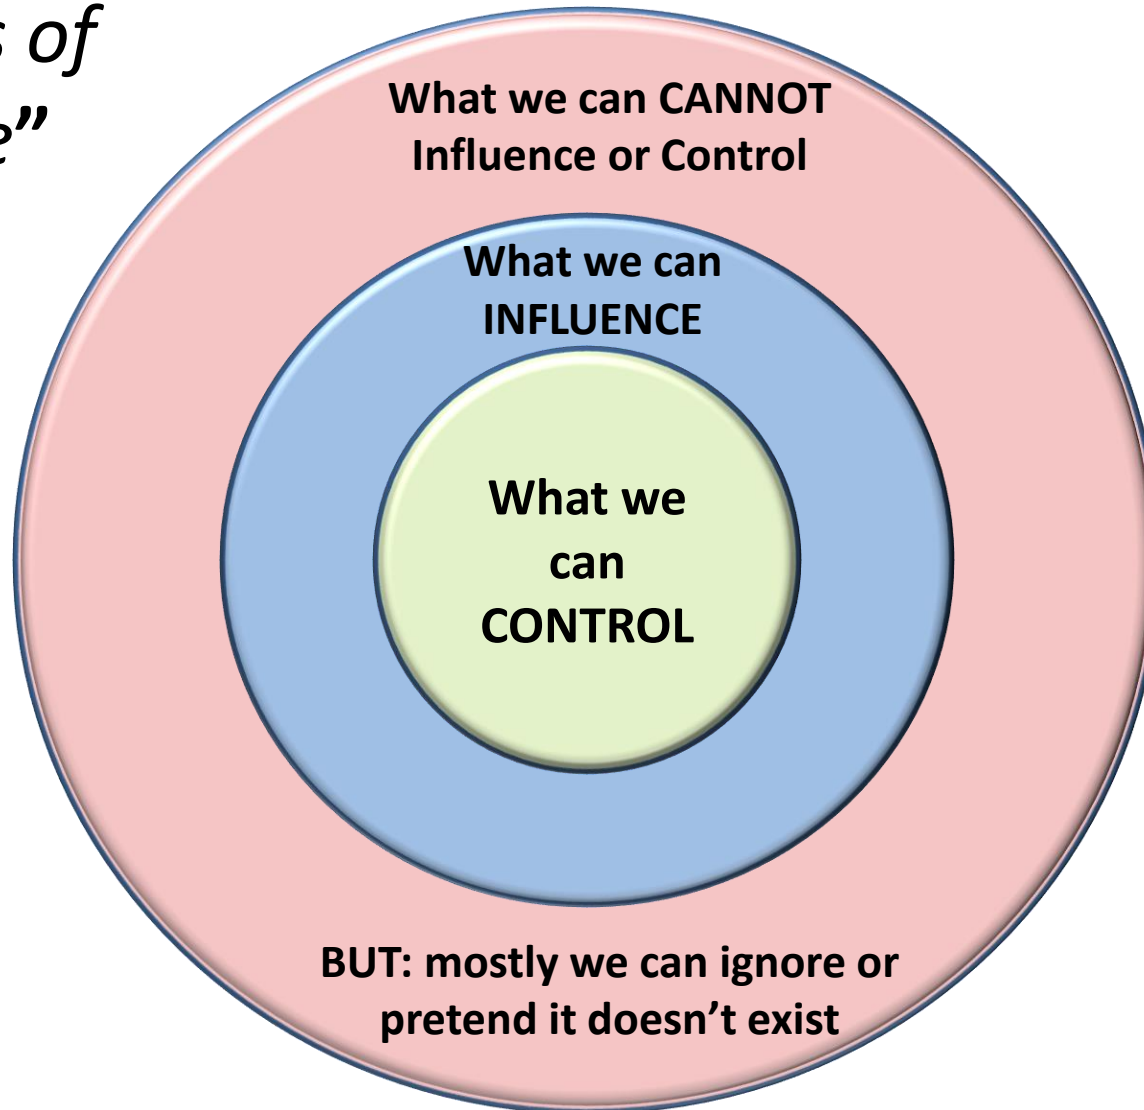 of
What we can CANNOT
Influence or Control
What we can
INFLUENCE
What we
can
CONTROL
BUT: mostly we can ignore or
pretend it doesn’t exist